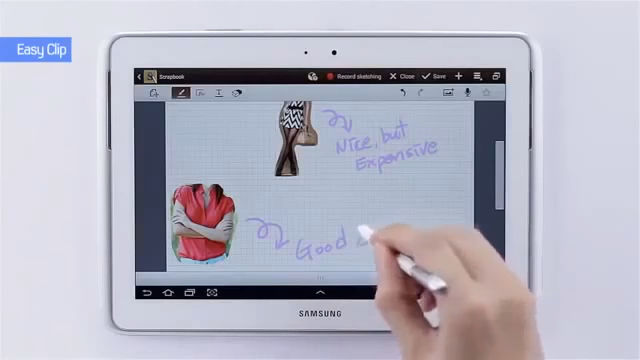 Easy Clip
Scrapbook
Record sketching
Close
Save
Nice, but
Expensive
Good
SAMSUNG